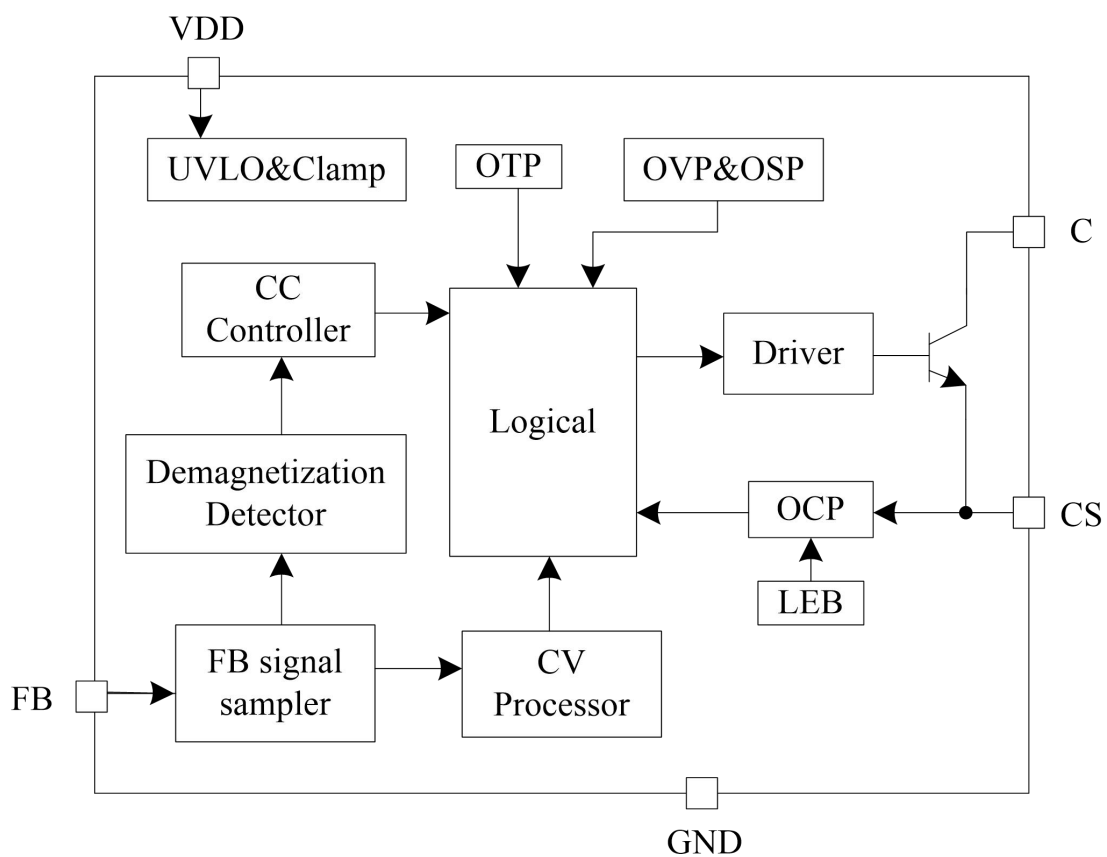 VDD
UVLO&Clamp
OTP
OVP&OSP
C
CC
Controller
Driver
Logical
Demagnetization
Detector
OCP
CS
LEB
FB signal
sampler
CV
Processor
FB
GND